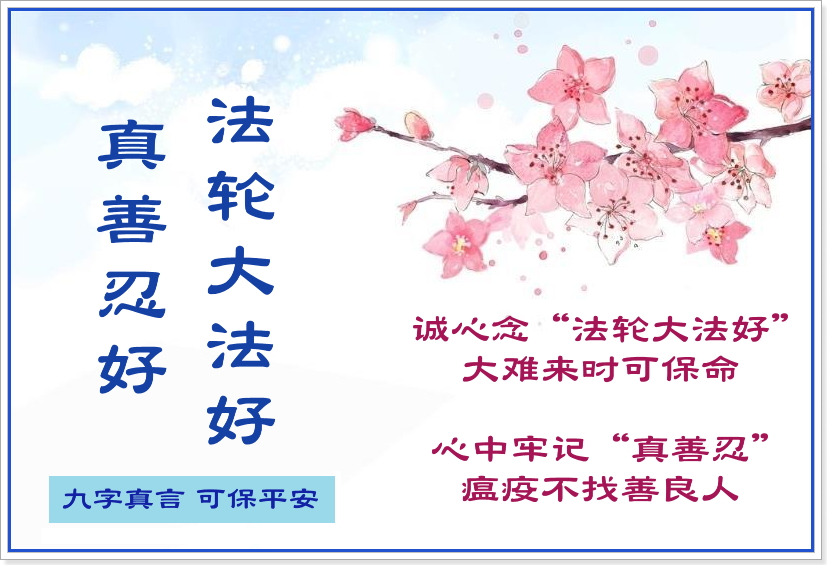 法轮大法好
真善忍好
九字真言 可保平安
诚心念“法轮大法好”
大难来时可保命
心中牢记“真善忍”
瘟疫不找善良人